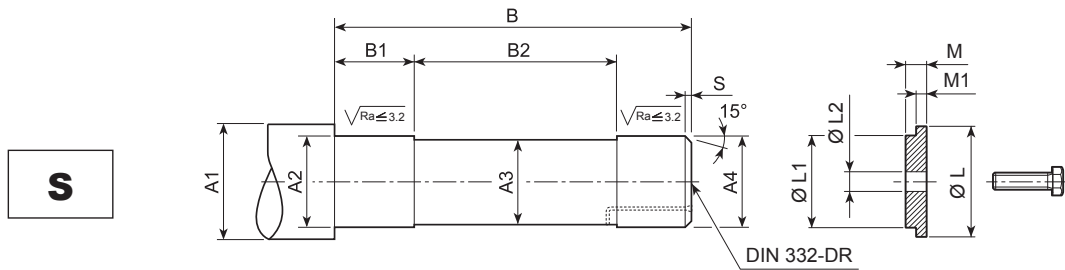 B
B1
B2
M
M1
S
Ra≤3.2
Ra≤3.2
15°
S
A1
A2
A3
A4
Ø L1
Ø L2
Ø L
DIN 332-DR